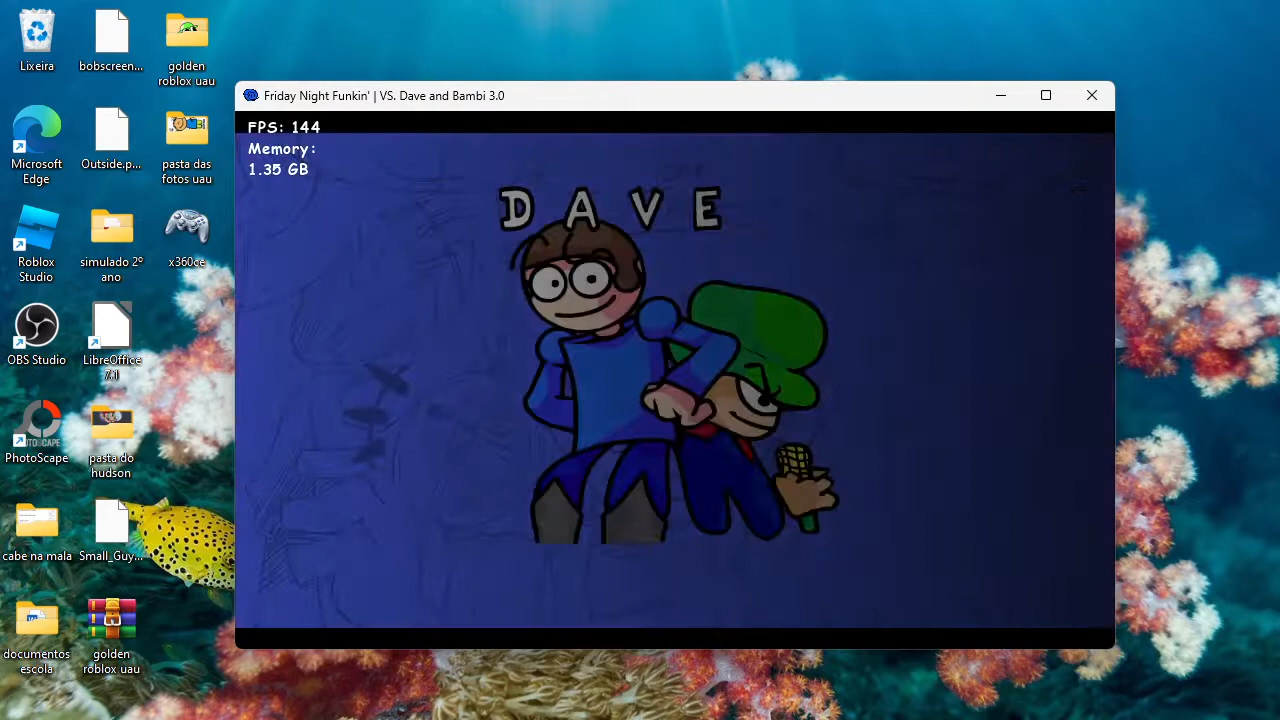 Lixeira
bobscreen...
golden
roblox uau
Microsoft
Edge
Outside.p...
pasta das
fotos uau
Roblox
Studio
simulado 2º
ano
x360ce
OBS Studio
LibreOffice
7.1
PhotoScape
pasta do
hudson
cabe na mala
Small_Guy...
documentos
escola
golden
roblox uau
Friday Night Funkin' | VS. Dave and Bambi 3.0
FPS: 144
Memory:
1.35 GB
DAVE